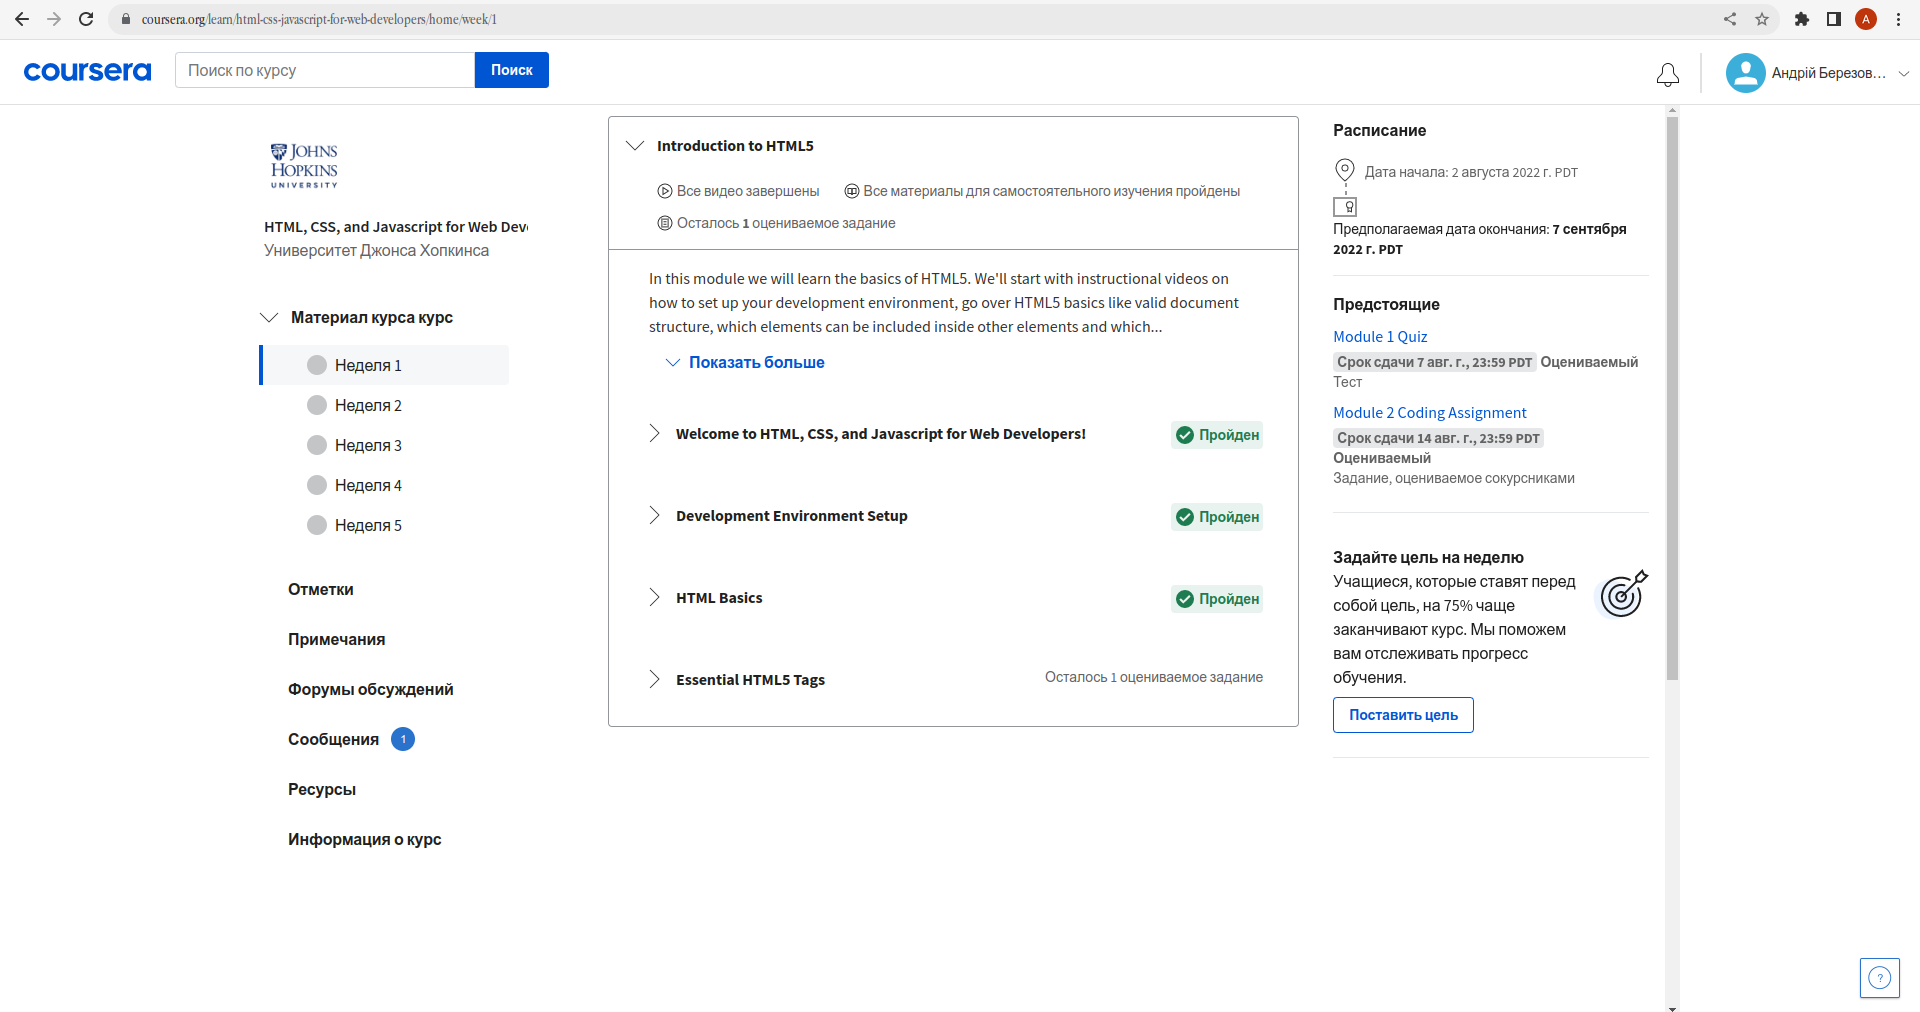 coursera.org/learn/html-css-javascript-for-web-developers/home/week/1
A
coursera
Поиск по курсу
Поиск
Андрій Березов...
JOHNS
HOPKINS
UNIVERSITY
HTML, CSS, and Javascript for Web Dev
Университет Джонса Хопкинса
Материал курса курс
Неделя 1
Неделя 2
Неделя 3
Неделя 4
Неделя 5
Отметки
Примечания
Форумы обсуждений
Сообщения 1
Ресурсы
Информация о курс
Introduction to HTML5
Все видео завершены
Все материалы для самостоятельного изучения пройдены
Осталось 1 оцениваемое задание
In this module we will learn the basics of HTML5. We'll start with instructional videos on
how to set up your development environment, go over HTML5 basics like valid document
structure, which elements can be included inside other elements and which...
Показать больше
Welcome to HTML, CSS, and Javascript for Web Developers!
Пройден
Development Environment Setup
Пройден
HTML Basics
Пройден
Essential HTML5 Tags
Осталось 1 оцениваемое задание
Расписание
Дата начала: 2 августа 2022 г. PDT
Предполагаемая дата окончания: 7 сентября
2022 г. PDT
Предстоящие
Module 1 Quiz
Срок сдачи 7 авг. г., 23:59 PDT Оцениваемый
Тест
Module 2 Coding Assignment
Срок сдачи 14 авг. г., 23:59 PDT
Оцениваемый
Задание, оцениваемое сокурсниками
Задайте цель на неделю
Учащиеся, которые ставят перед
собой цель, на 75% чаще
заканчивают курс. Мы поможем
вам отслеживать прогресс
обучения.
Поставить цель
?